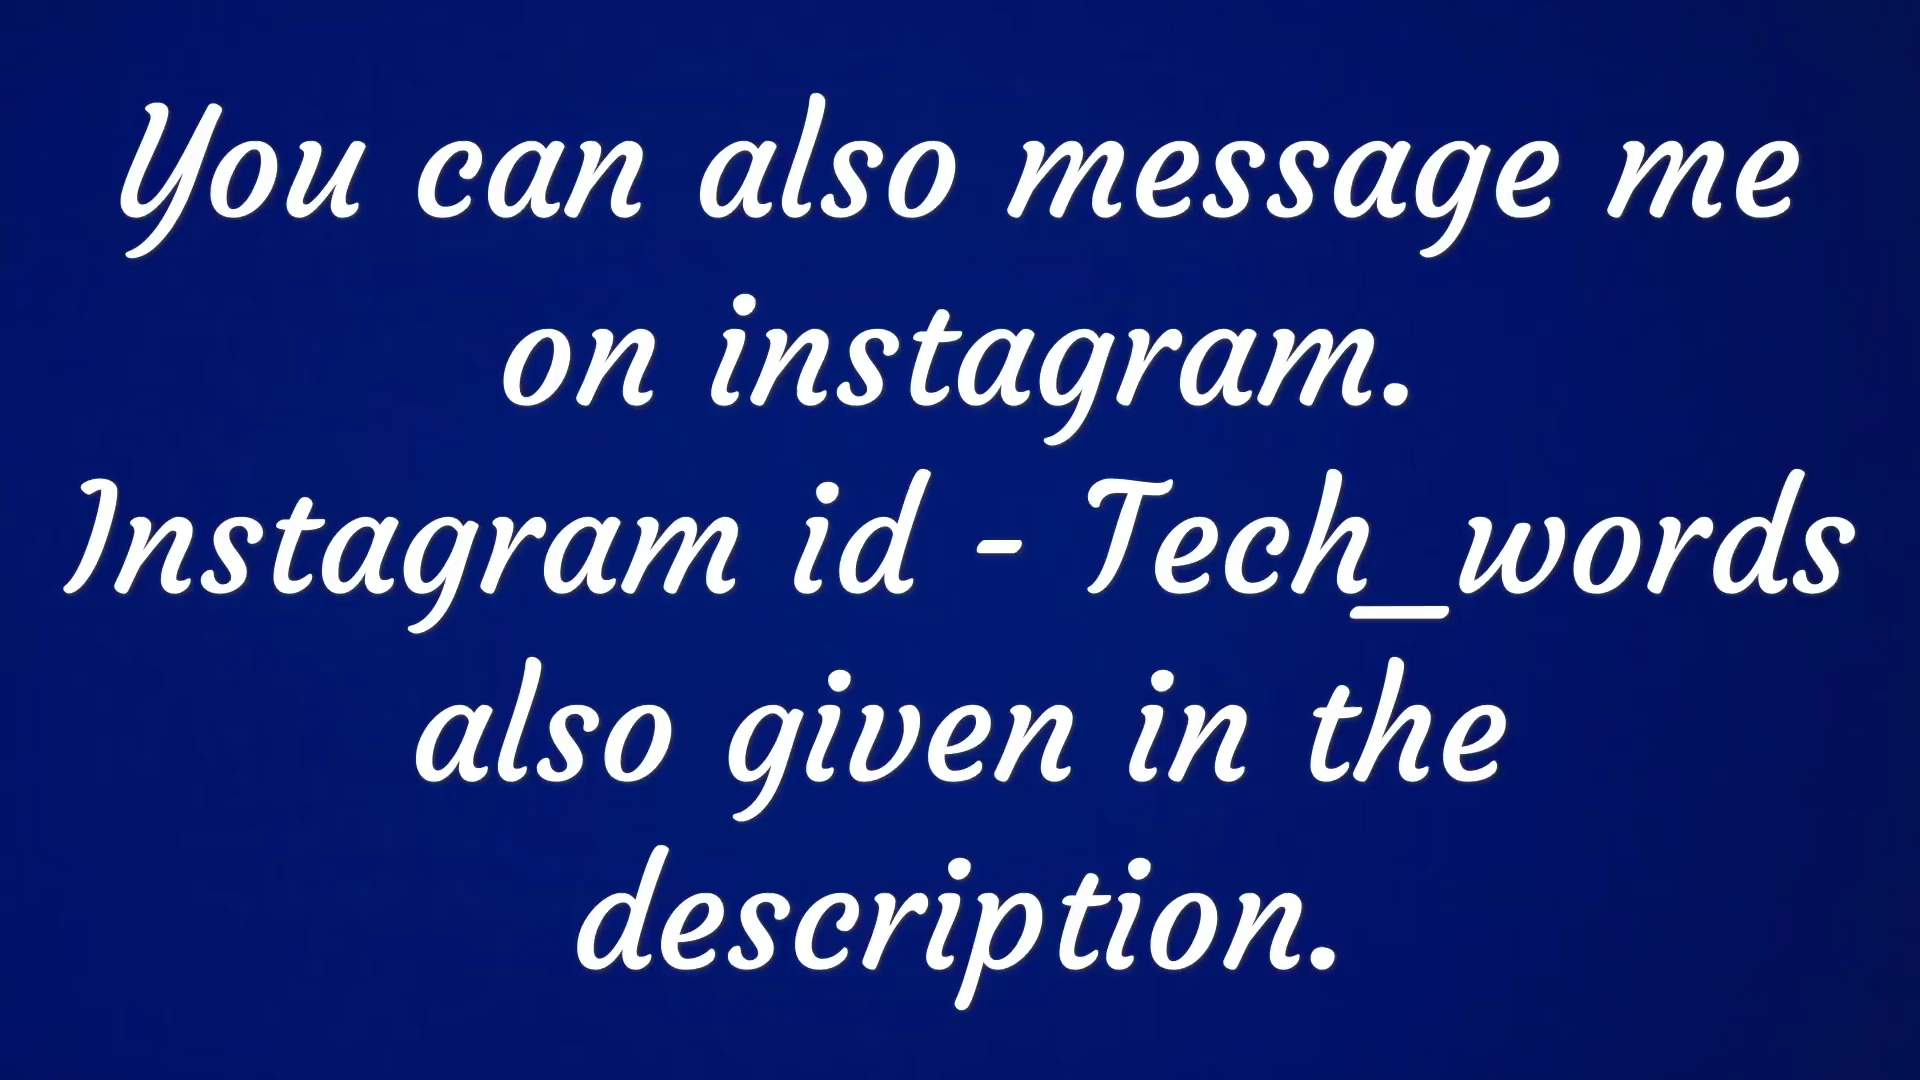 You can also message me
on instagram.
Instagram id - Tech_words
also given in the
description.